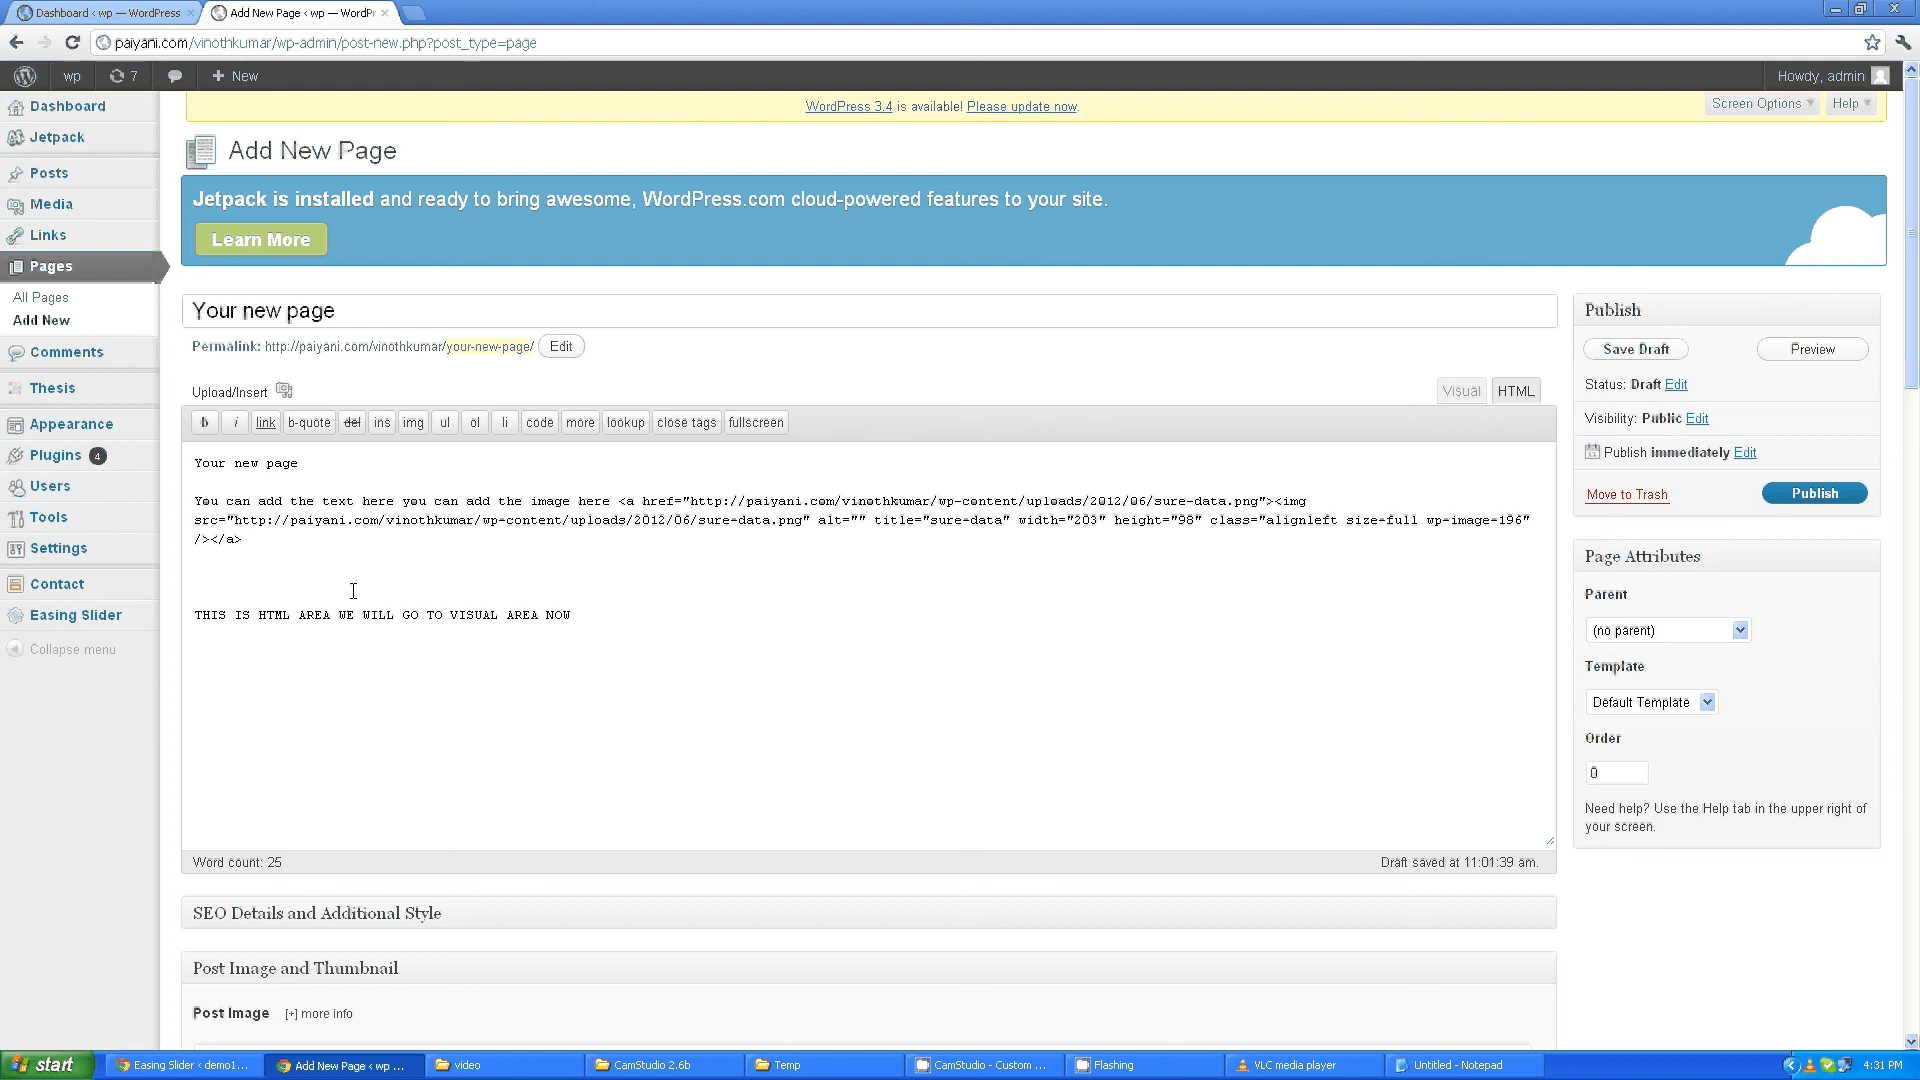 Dashboard ‹ wp — WordPress
Add New Page ‹ wp — WordPr
paiyani.com/vinothkumar/wp-admin/post-new.php?post_type=page
wp
7
New
Howdy, admin
WordPress 3.4 is available! Please update now.
Screen Options
Help
Dashboard
Jetpack
Posts
Media
Links
Pages
All Pages
Add New
Comments
Thesis
Appearance
Plugins 4
Users
Tools
Settings
Contact
Easing Slider
Collapse menu
Add New Page
Jetpack is installed and ready to bring awesome, WordPress.com cloud-powered features to your site.
Learn More
Your new page
Permalink: http://paiyani.com/vinothkumar/your-new-page/ Edit
Upload/Insert
Visual
HTML
b i link b-quote del ins img ul ol li code more lookup close tags fullscreen
Your new page
You can add the text here you can add the image here <a href="http://paiyani.com/vinothkumar/wp-content/uploads/2012/06/sure-data.png"><img
src="http://paiyani.com/vinothkumar/wp-content/uploads/2012/06/sure-data.png" alt="" title="sure-data" width="203" height="98" class="alignleft size-full wp-image-196"
/></a>
THIS IS HTML AREA WE WILL GO TO VISUAL AREA NOW
Word count: 25
Draft saved at 11:01:39 am.
SEO Details and Additional Style
Post Image and Thumbnail
Post Image [+] more info
Publish
Save Draft
Preview
Status: Draft Edit
Visibility: Public Edit
Publish immediately Edit
Move to Trash
Publish
Page Attributes
Parent
(no parent)
Template
Default Template
Order
0
Need help? Use the Help tab in the upper right of
your screen.
start
Easing Slider ‹ demo1...
Add New Page ‹ wp ...
video
CamStudio 2.6b
Temp
CamStudio - Custom ...
Flashing
VLC media player
Untitled - Notepad
4:31 PM